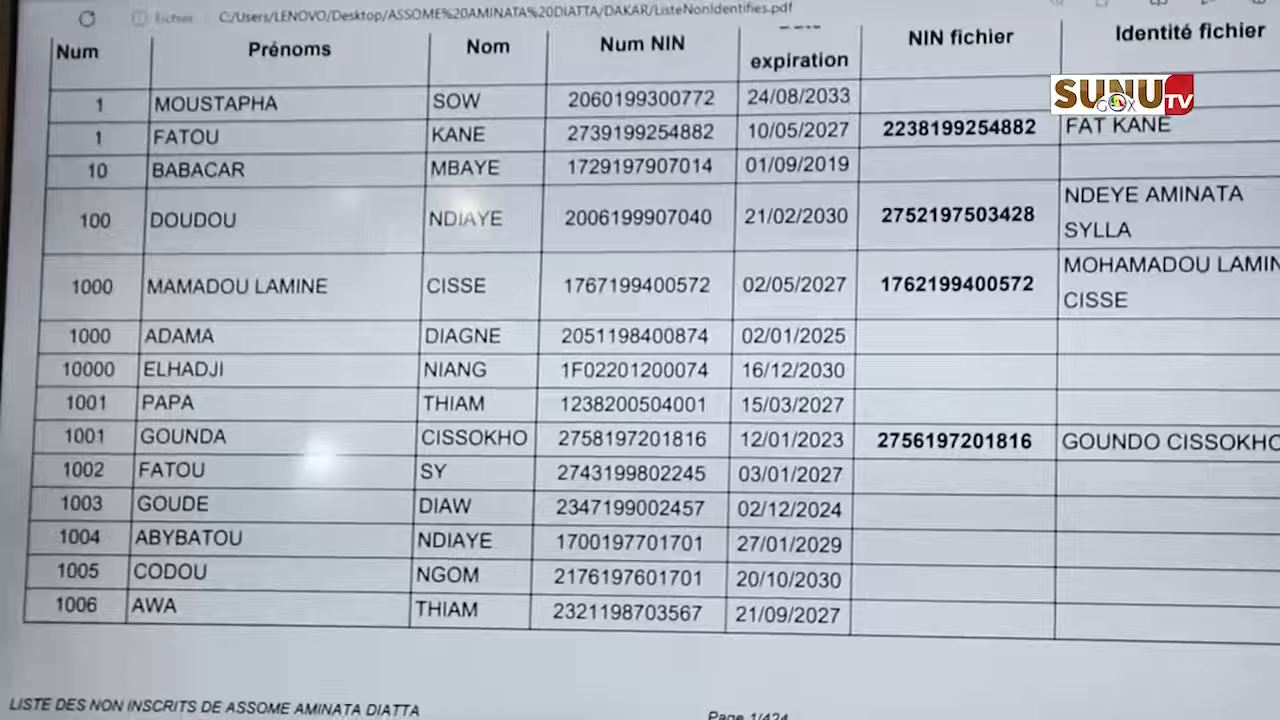 Fichier C:/Users/LENOVO/Desktop/ASSOME%20AMINATA%20DIATTA/DAKAR/ListeNonIdentifies.pdf
Num Prénoms Nom Num NIN expiration NIN fichier Identité fichier
SUNU GOX TV
1 MOUSTAPHA SOW 2060199300772 24/08/2033
1 FATOU KANE 2739199254882 10/05/2027 2238199254882 FAT KANE
10 BABACAR MBAYE 1729197907014 01/09/2019
100 DOUDOU NDIAYE 2006199907040 21/02/2030 2752197503428 NDEYE AMINATA
SYLLA
1000 MAMADOU LAMINE CISSE 1767199400572 02/05/2027 1762199400572 MOHAMADOU LAMIN
CISSE
1000 ADAMA DIAGNE 2051198400874 02/01/2025
10000 ELHADJI NIANG 1F02201200074 16/12/2030
1001 PAPA THIAM 1238200504001 15/03/2027
1001 GOUNDA CISSOKHO 2758197201816 12/01/2023 2756197201816 GOUNDO CISSOKHO
1002 FATOU SY 2743199802245 03/01/2027
1003 GOUDE DIAW 2347199002457 02/12/2024
1004 ABYBATOU NDIAYE 1700197701701 27/01/2029
1005 CODOU NGOM 2176197601701 20/10/2030
1006 AWA THIAM 2321198703567 21/09/2027
LISTE DES NON INSCRITS DE ASSOME AMINATA DIATTA
Page 1/424